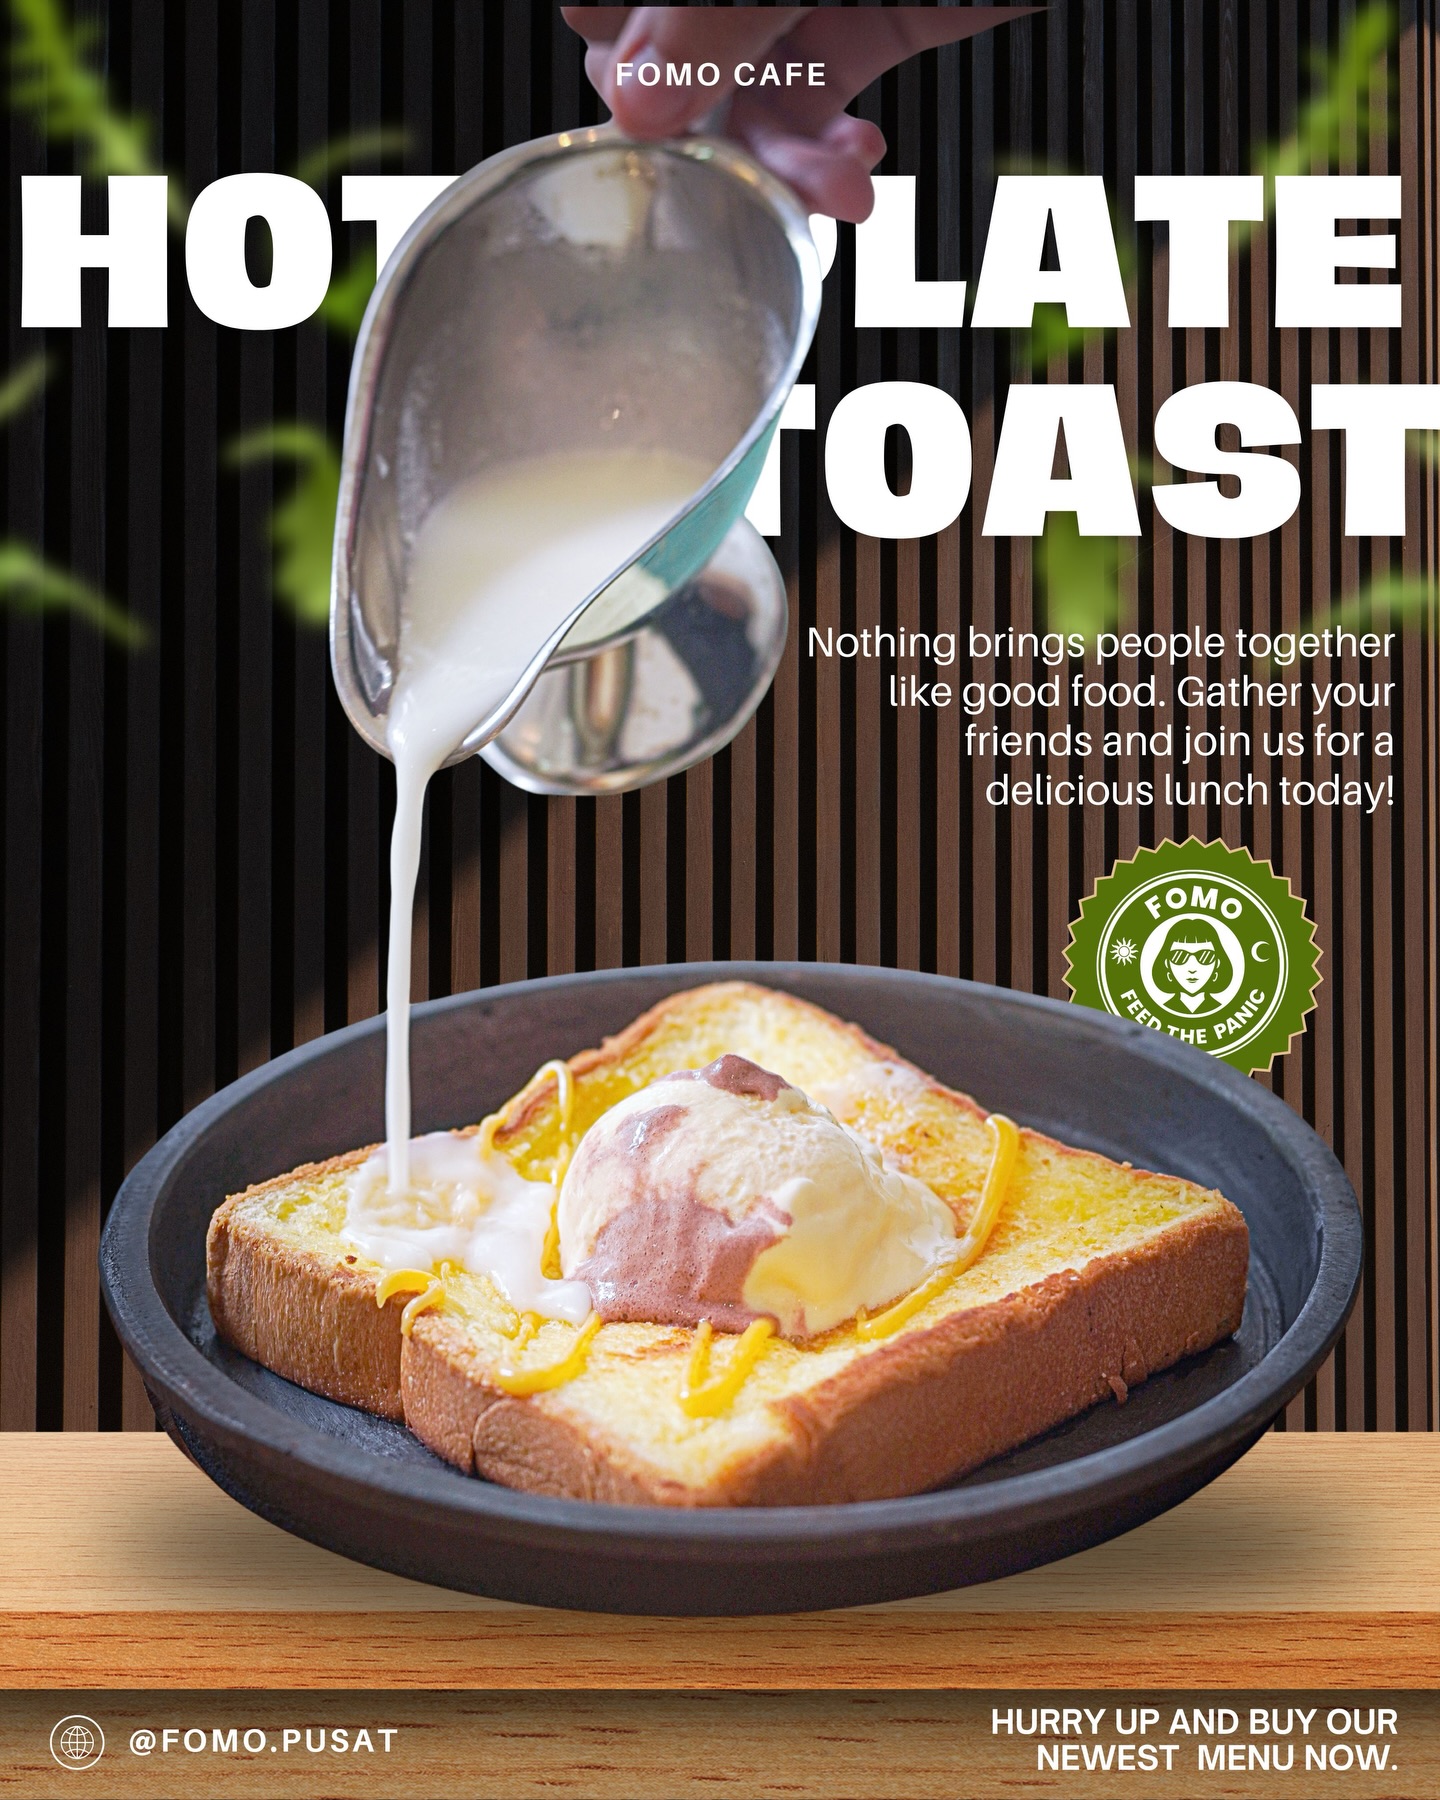 FOMO CAFE
HOT PLATE
TOAST
Nothing brings people together
like good food. Gather your
friends and join us for a
delicious lunch today!
FOMO
FEED THE PANIC
@FOMO.PUSAT
HURRY UP AND BUY OUR
NEWEST MENU NOW.